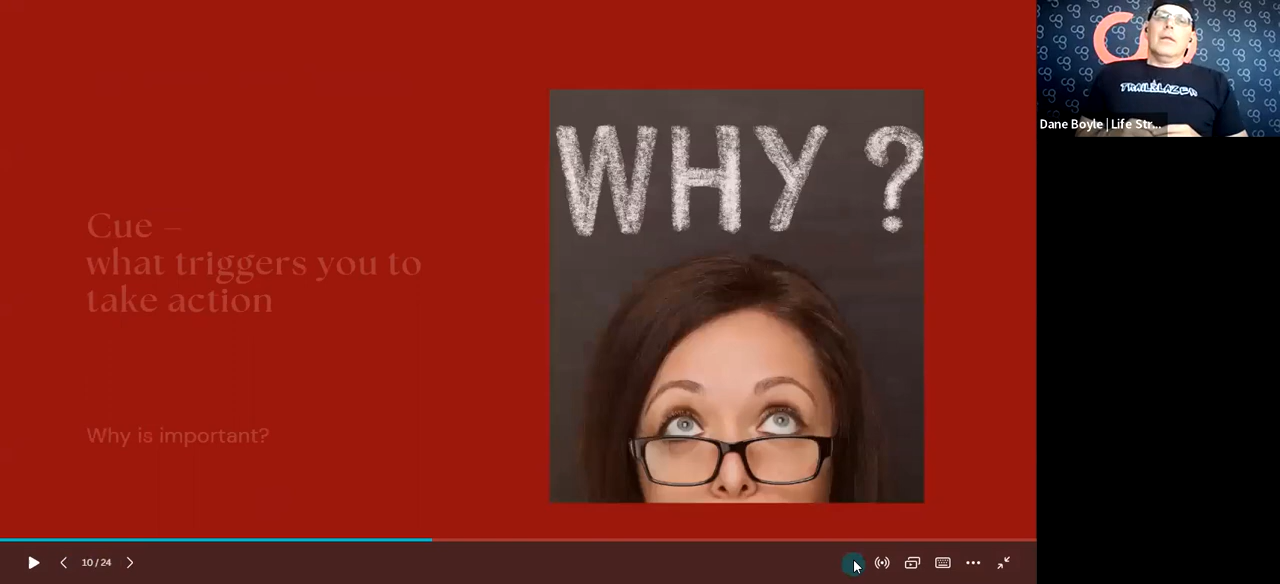 WHY ?
Cue –
what triggers you to
take action
Why is important?
10 / 24
Dane Boyle | Life Str...
TRAILBLAZER